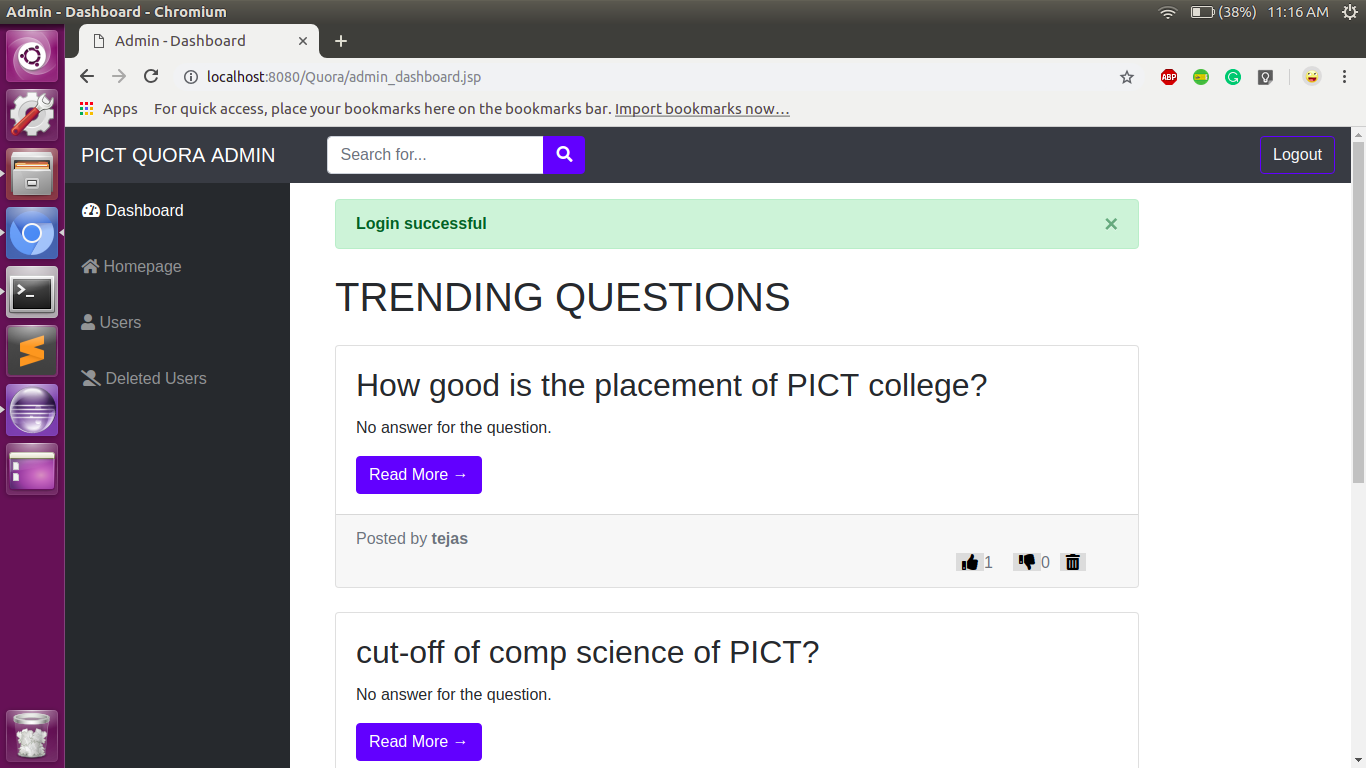 Admin - Dashboard - Chromium
(38%) 11:16 AM
Admin - Dashboard
localhost:8080/Quora/admin_dashboard.jsp
ABP
Apps For quick access, place your bookmarks here on the bookmarks bar. Import bookmarks now...
PICT QUORA ADMIN
Search for...
Logout
Dashboard
Homepage
Users
Deleted Users
Login successful
×
TRENDING QUESTIONS
How good is the placement of PICT college?
No answer for the question.
Read More →
Posted by tejas
1 0
cut-off of comp science of PICT?
No answer for the question.
Read More →